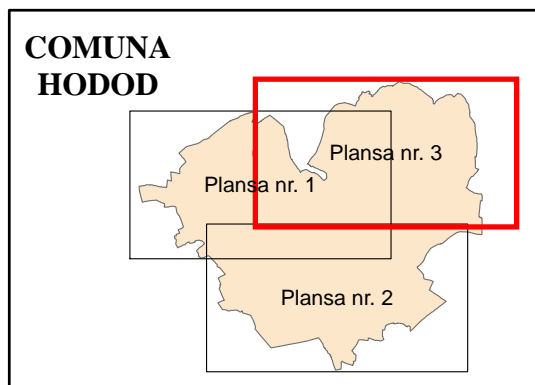 COMUNA
HODOD
Plansa nr. 3
Plansa nr. 1
Plansa nr. 2